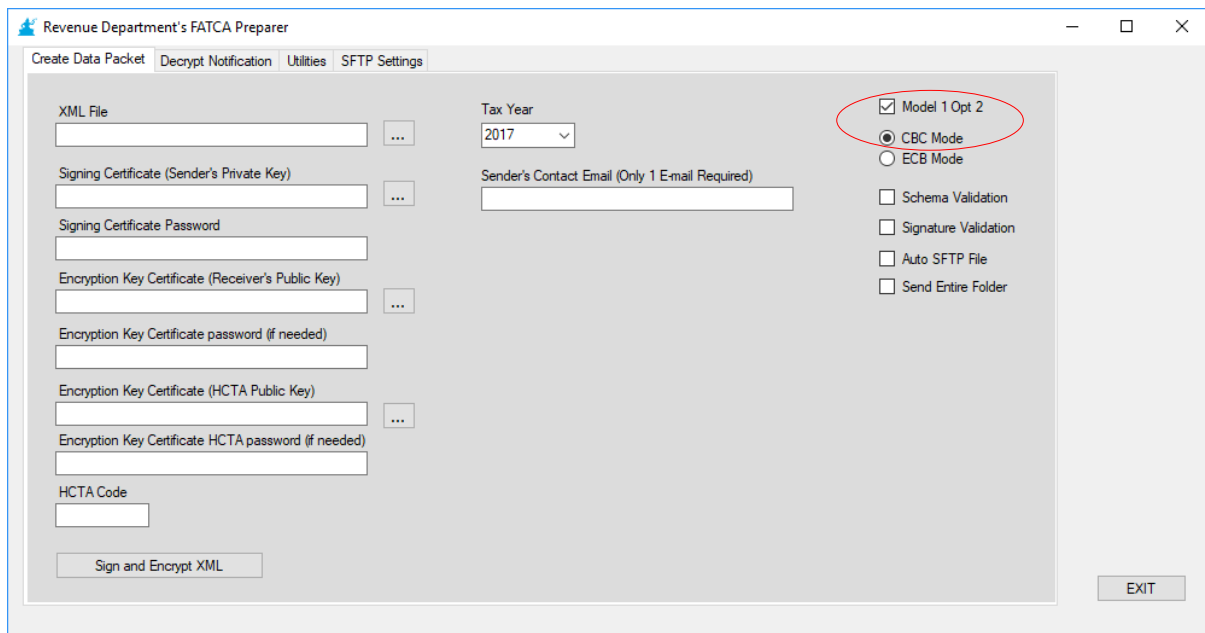 Revenue Department's FATCA Preparer
Create Data Packet Decrypt Notification Utilities SFTP Settings
XML File
...
Signing Certificate (Sender's Private Key)
...
Signing Certificate Password
Encryption Key Certificate (Receiver's Public Key)
...
Encryption Key Certificate password (if needed)
Encryption Key Certificate (HCTA Public Key)
...
Encryption Key Certificate HCTA password (if needed)
HCTA Code
Sign and Encrypt XML
Tax Year
2017
Sender's Contact Email (Only 1 E-mail Required)
Model 1 Opt 2
CBC Mode
ECB Mode
Schema Validation
Signature Validation
Auto SFTP File
Send Entire Folder
EXIT